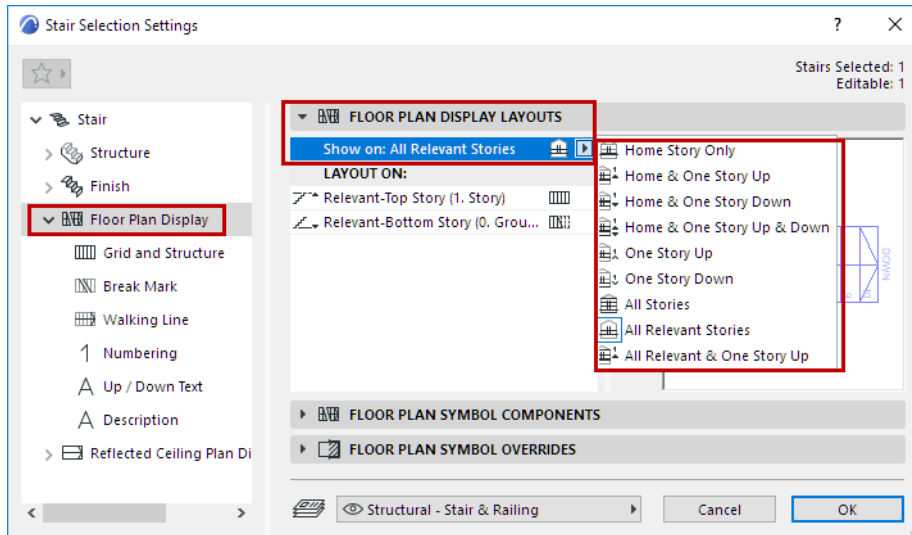 Stair Selection Settings
?
Stairs Selected: 1
Editable: 1
Stair
Structure
Finish
Floor Plan Display
Grid and Structure
Break Mark
Walking Line
1 Numbering
A Up / Down Text
A Description
Reflected Ceiling Plan Di
FLOOR PLAN DISPLAY LAYOUTS
Show on: All Relevant Stories
LAYOUT ON:
Relevant-Top Story (1. Story)
Relevant-Bottom Story (0. Grou...
Home Story Only
Home & One Story Up
Home & One Story Down
Home & One Story Up & Down
One Story Up
One Story Down
All Stories
All Relevant Stories
All Relevant & One Story Up
DOWN
FLOOR PLAN SYMBOL COMPONENTS
FLOOR PLAN SYMBOL OVERRIDES
Structural - Stair & Railing
Cancel
OK